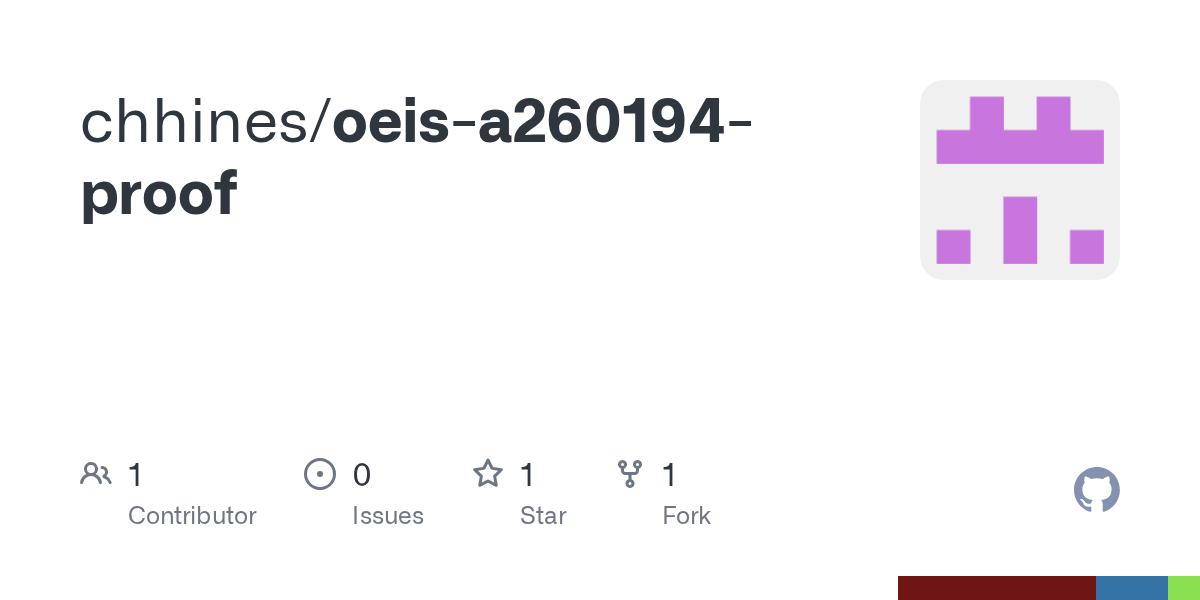 chhines/oeis-a260194-
proof
1
Contributor
0
Issues
1
Star
1
Fork